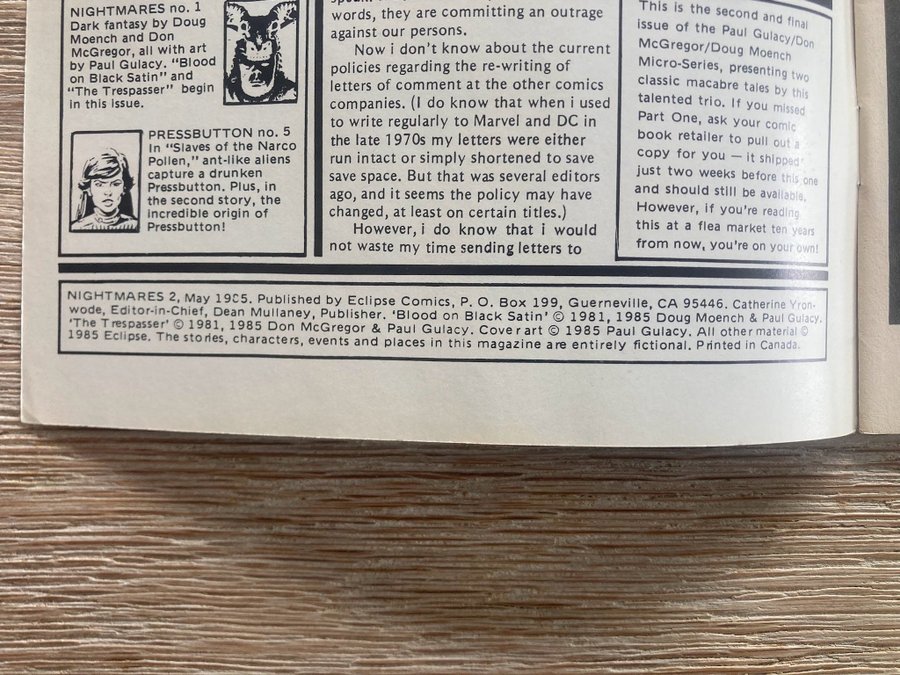 NIGHTMARES no. 1
Dark fantasy by Doug
Moench and Don
McGregor, all with art
by Paul Gulacy. "Blood
on Black Satin" and
"The Trespasser" begin
in this issue.
PRESSBUTTON no. 5
In "Slaves of the Narco
Pollen," ant-like aliens
capture a drunken
Pressbutton. Plus, in
the second story, the
incredible origin of
Pressbutton!
words, they are committing an outrage
against our persons.
Now i don't know about the current
policies regarding the re-writing of
letters of comment at the other comics
companies. (I do know that when i used
to write regularly to Marvel and DC in
the late 1970s my letters were either
run intact or simply shortened to save
save space. But that was several editors
ago, and it seems the policy may have
changed, at least on certain titles.)
However, i do know that i would
not waste my time sending letters to
This is the second and final
issue of the Paul Gulacy/Don
McGregor/Doug Moench
Micro-Series, presenting two
classic macabre tales by this
talented trio. If you missed
Part One, ask your comic
book retailer to pull out a
copy for you — it shipped
just two weeks before this one
and should still be available.
However, if you're reading
this at a flea market ten years
from now, you're on your own!
NIGHTMARES 2, May 1985. Published by Eclipse Comics, P. O. Box 199, Guerneville, CA 95446. Catherine Yron-
wode, Editor-in-Chief, Dean Mullaney, Publisher. 'Blood on Black Satin' © 1981, 1985 Doug Moench & Paul Gulacy.
'The Trespasser' © 1981, 1985 Don McGregor & Paul Gulacy. Cover art © 1985 Paul Gulacy. All other material ©
1985 Eclipse. The stories, characters, events and places in this magazine are entirely fictional. Printed in Canada.